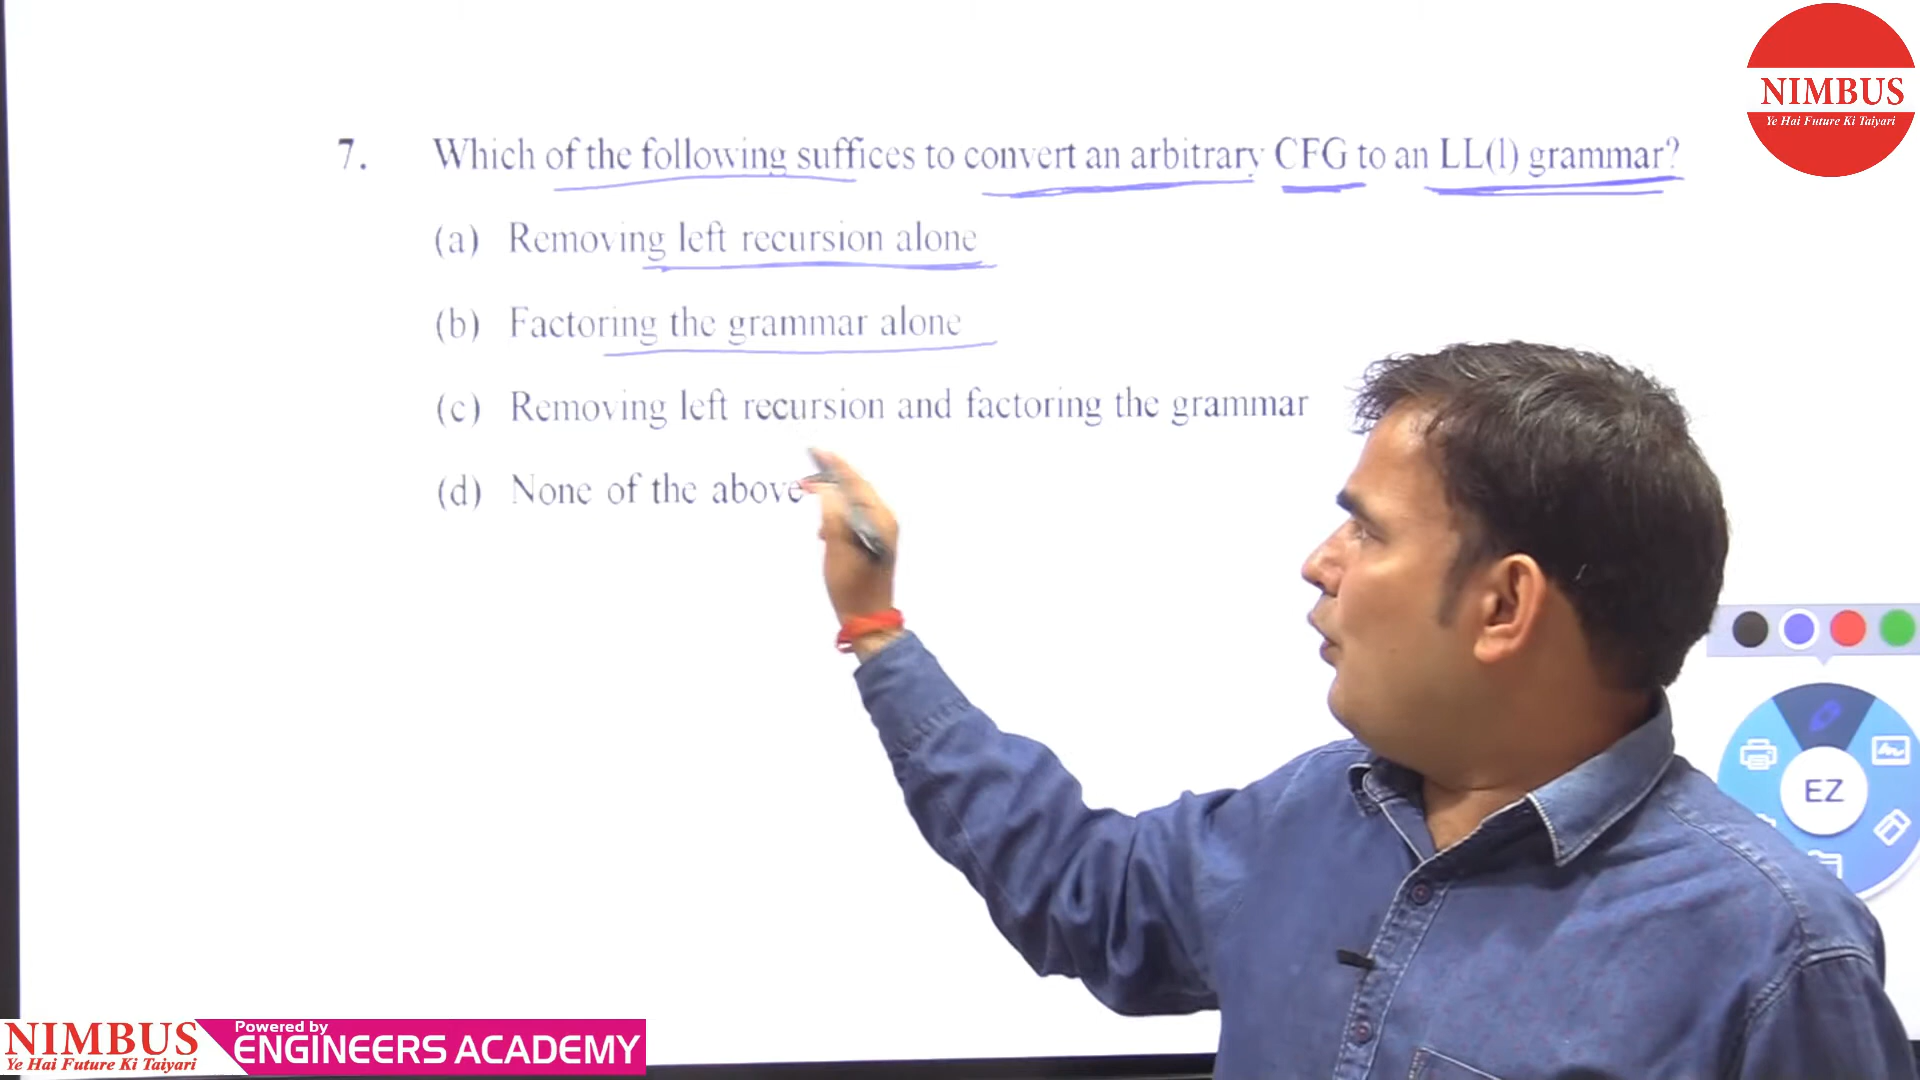 NIMBUS
Ye Hai Future Ki Taiyari
7. Which of the following suffices to convert an arbitrary CFG to an LL(l) grammar?
(a) Removing left recursion alone
(b) Factoring the grammar alone
(c) Removing left recursion and factoring the grammar
(d) None of the above
EZ
NIMBUS
Ye Hai Future Ki Taiyari
Powered by
ENGINEERS ACADEMY